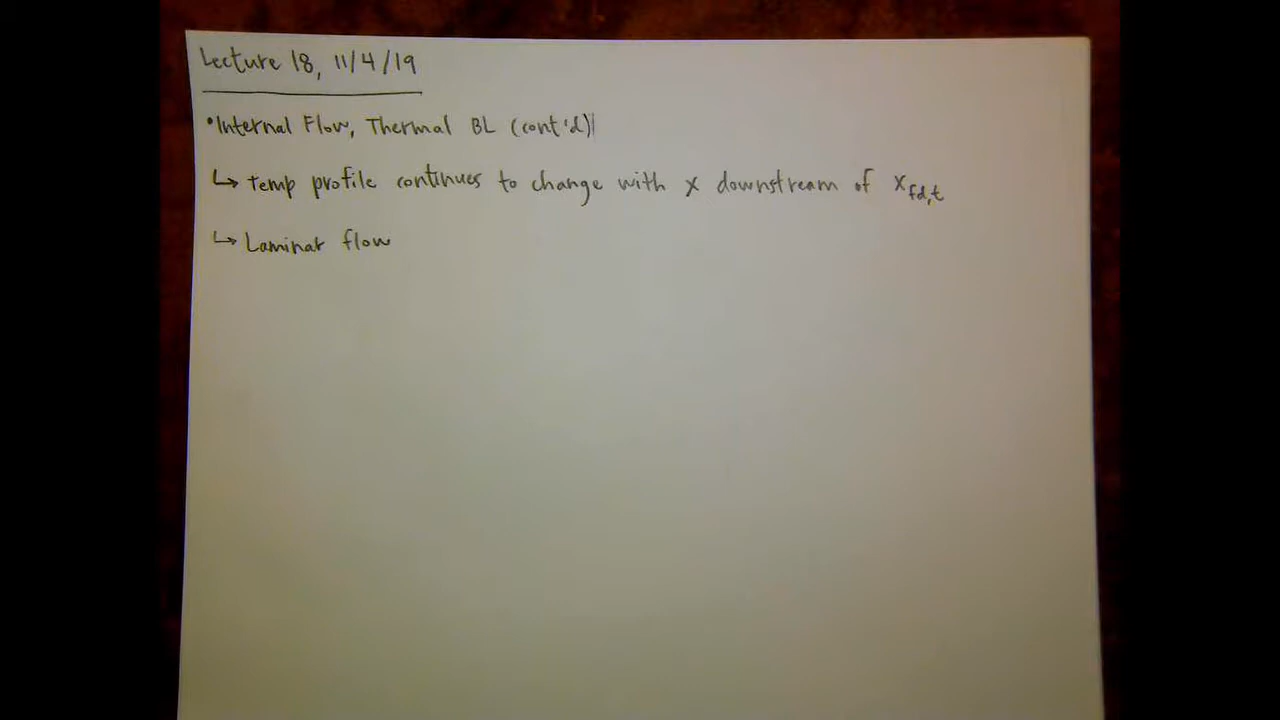 Lecture 18, 11/4/19
•Internal Flow, Thermal BL (cont'd)
↳ Temp profile continues to change with x downstream of x_fd,t
↳ Laminar flow